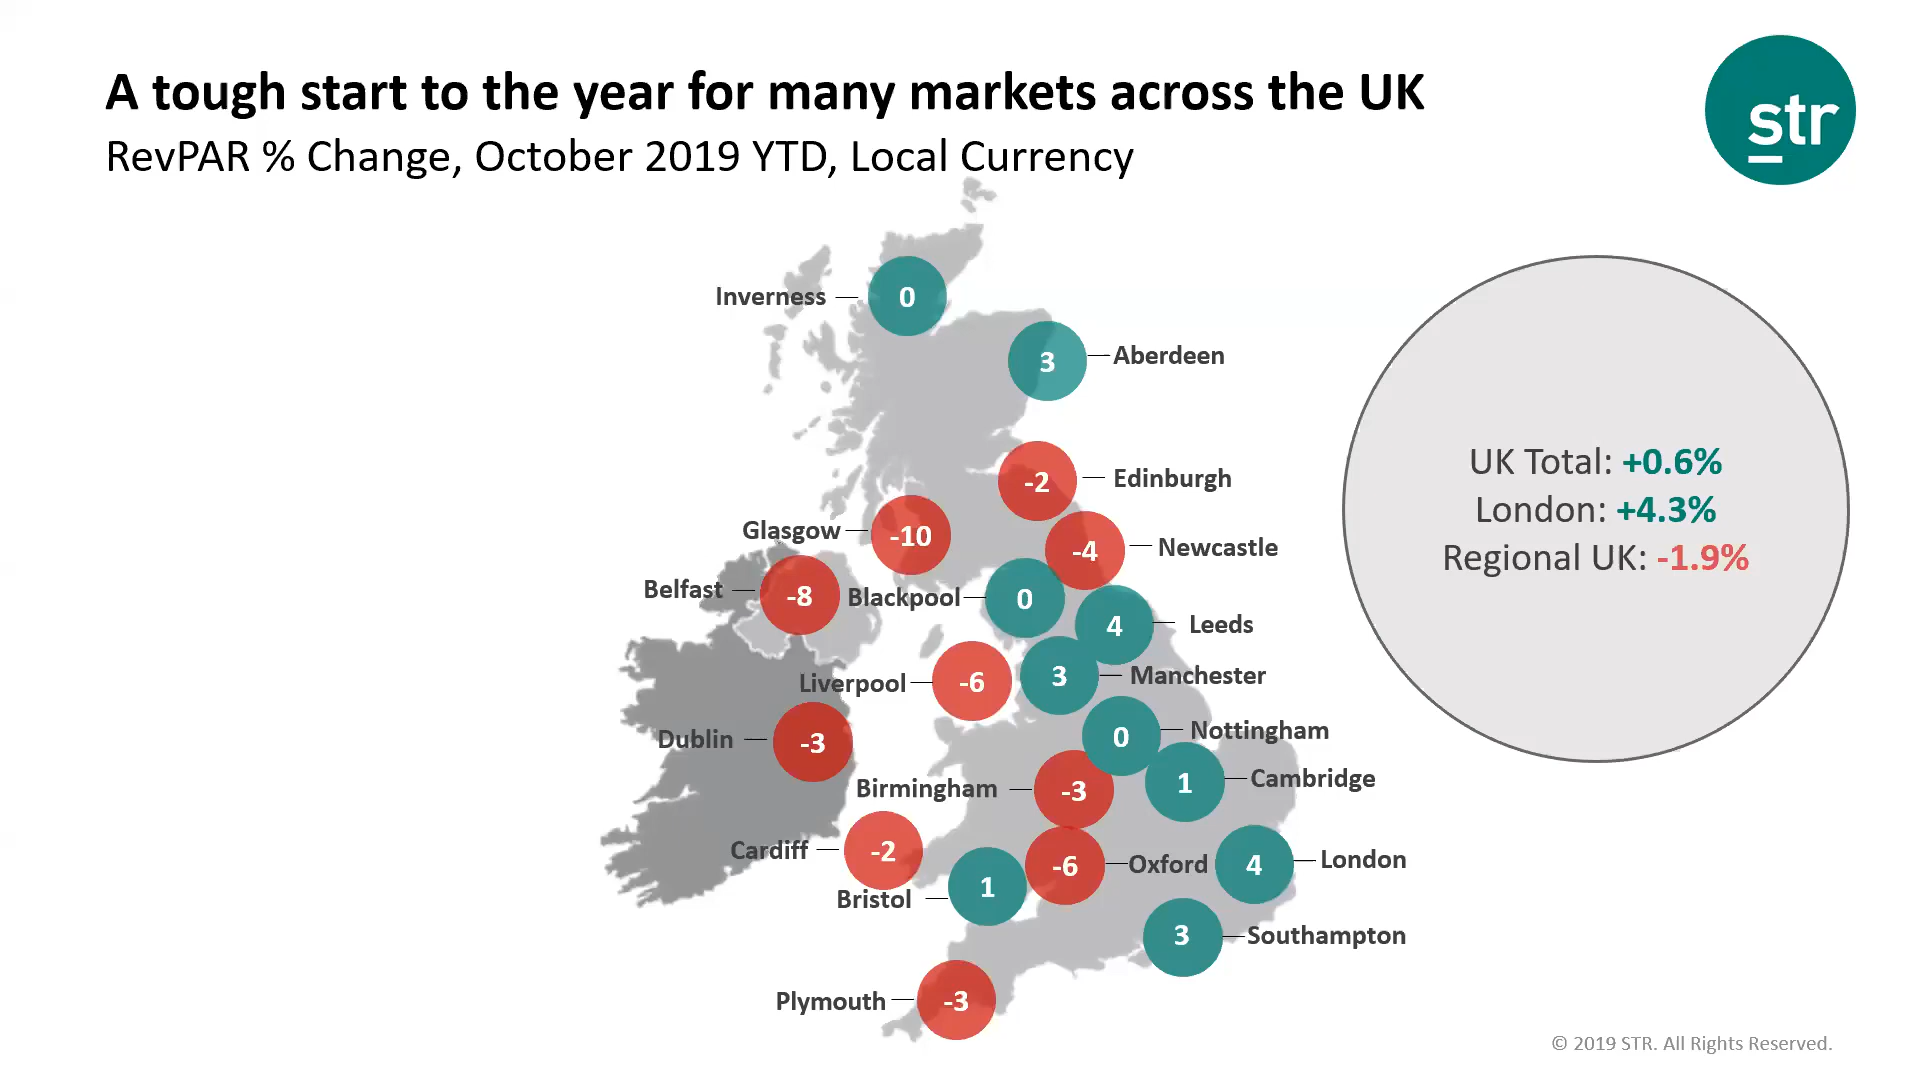 A tough start to the year for many markets across the UK
RevPAR % Change, October 2019 YTD, Local Currency
str
Inverness
0
3
Aberdeen
-2
Edinburgh
Glasgow
-10
-4
Newcastle
Belfast
-8
Blackpool
0
4
Leeds
Liverpool
-6
3
Manchester
Dublin
-3
0
Nottingham
Birmingham
-3
1
Cambridge
Cardiff
-2
-6
Oxford
4
London
Bristol
1
3
Southampton
Plymouth
-3
UK Total: +0.6%
London: +4.3%
Regional UK: -1.9%
© 2019 STR. All Rights Reserved.